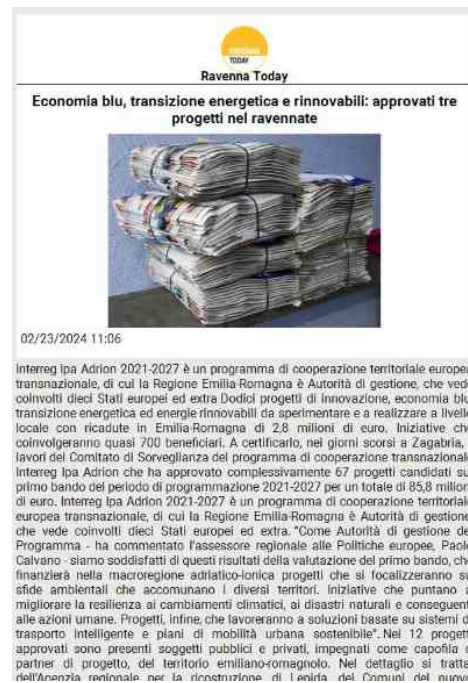 RAVENNA
TODAY
Ravenna Today
Economia blu, transizione energetica e rinnovabili: approvati tre
progetti nel ravennate
02/23/2024 11:06
Interreg Ipa Adrion 2021-2027 è un programma di cooperazione territoriale europea
transnazionale, di cui la Regione Emilia-Romagna è Autorità di gestione, che vede
coinvolti dieci Stati europei ed extra Dodici progetti di innovazione, economia blu,
transizione energetica ed energie rinnovabili da sperimentare e a realizzare a livello
locale con ricadute in Emilia-Romagna di 2,8 milioni di euro. Iniziative che
coinvolgeranno quasi 700 beneficiari. A certificarlo, nei giorni scorsi a Zagabria, i
lavori del Comitato di Sorveglianza del programma di cooperazione transnazionale
Interreg Ipa Adrion che ha approvato complessivamente 67 progetti candidati sul
primo bando del periodo di programmazione 2021-2027 per un totale di 85,8 milioni
di euro. Interreg Ipa Adrion 2021-2027 è un programma di cooperazione territoriale
europea transnazionale, di cui la Regione Emilia-Romagna è Autorità di gestione,
che vede coinvolti dieci Stati europei ed extra. "Come Autorità di gestione del
Programma - ha commentato l'assessore regionale alle Politiche europee, Paolo
Calvano - siamo soddisfatti di questi risultati della valutazione del primo bando, che
finanzierà nella macroregione adriatico-ionica progetti che si focalizzeranno su
sfide ambientali che accomunano i diversi territori. Iniziative che puntano a
migliorare la resilienza ai cambiamenti climatici, ai disastri naturali e conseguenti
alle azioni umane. Progetti, infine, che lavoreranno a soluzioni basate su sistemi di
trasporto intelligente e piani di mobilità urbana sostenibile". Nei 12 progetti
approvati sono presenti soggetti pubblici e privati, impegnati come capofila o
partner di progetto, del territorio emiliano-romagnolo. Nel dettaglio si tratta
dell'Agenzia regionale per la ricostruzione, di Lepida, dei Comuni del nuovo